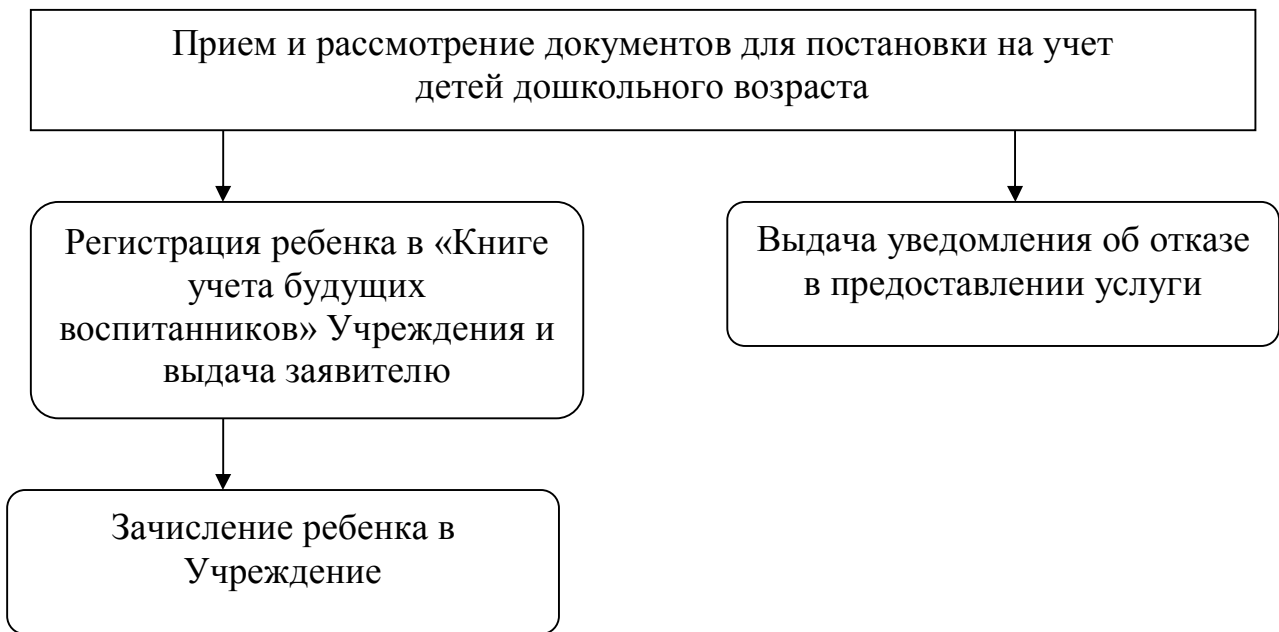 Прием и рассмотрение документов для постановки на учет
детей дошкольного возраста
Регистрация ребенка в «Книге
учета будущих
воспитанников» Учреждения и
выдача заявителю
Выдача уведомления об отказе
в предоставлении услуги
Зачисление ребенка в
Учреждение